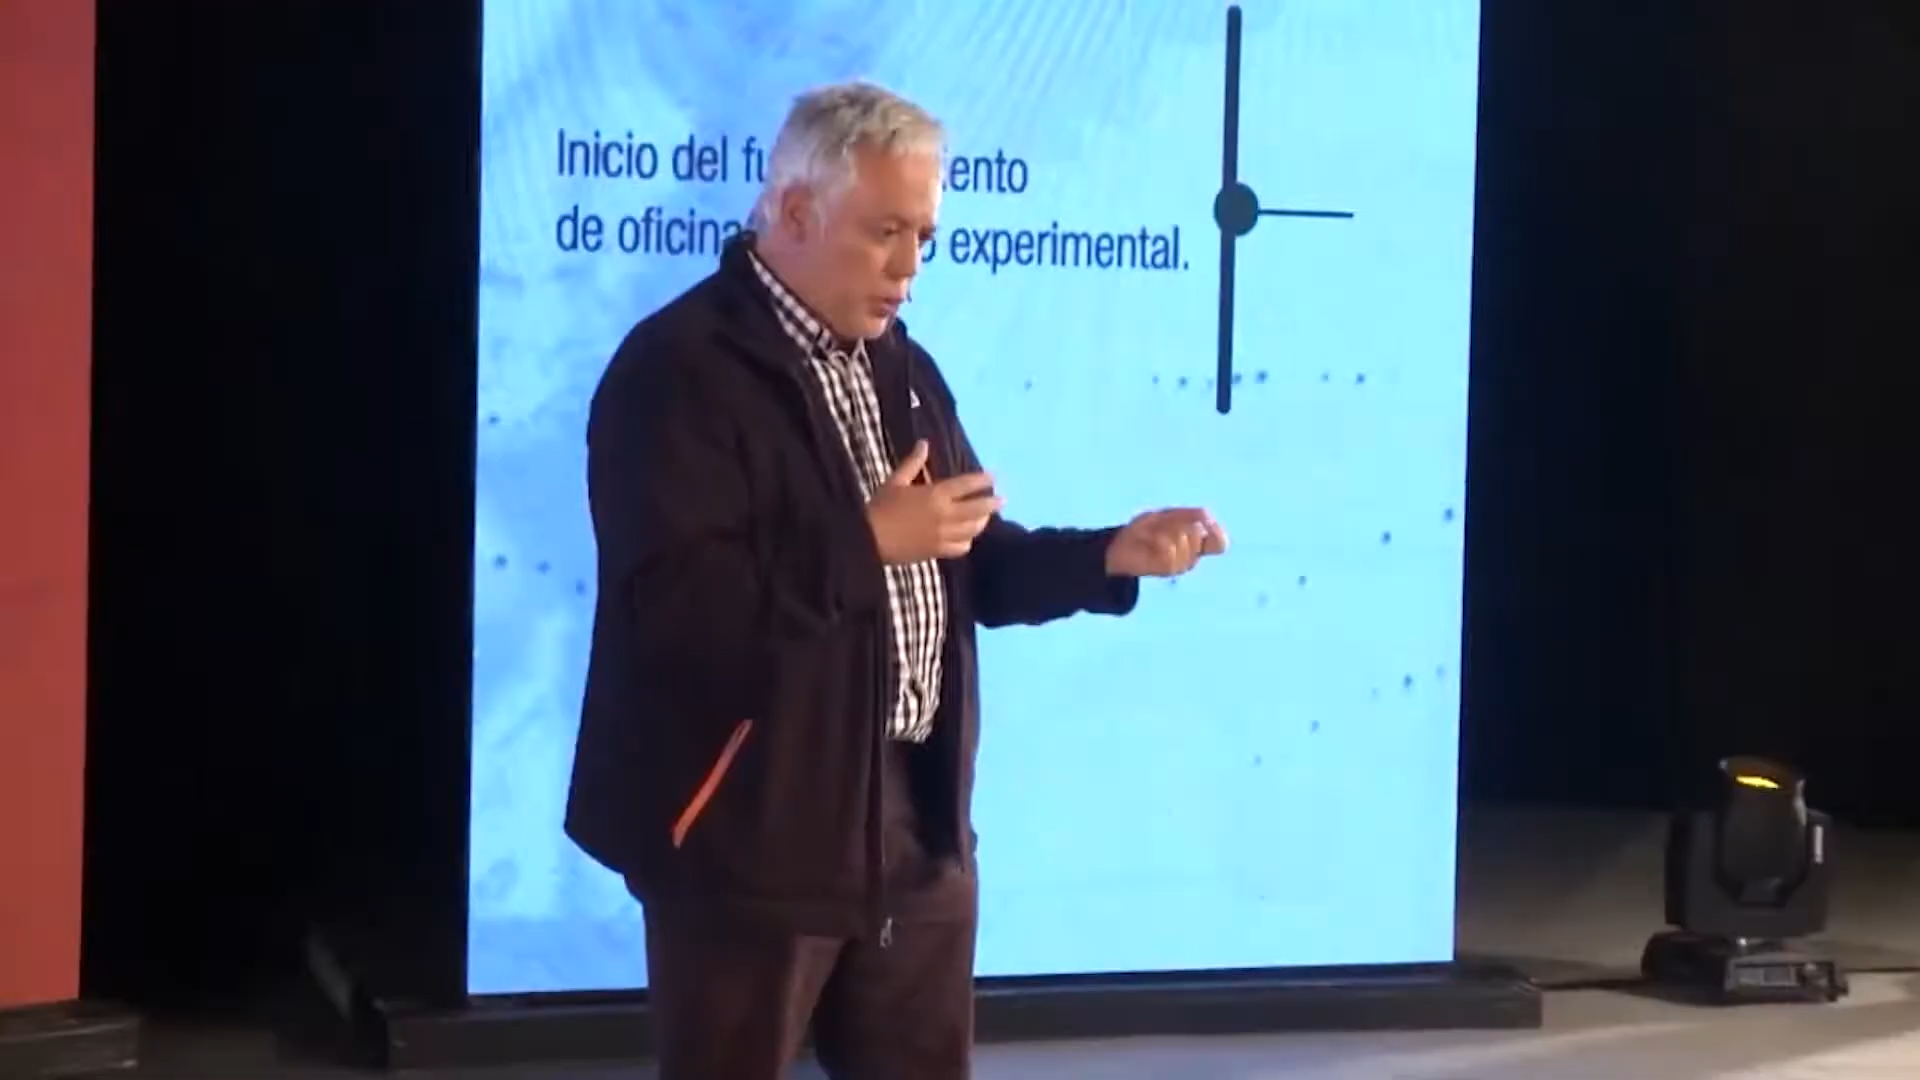 Inicio del fu ento
de oficina experimental.